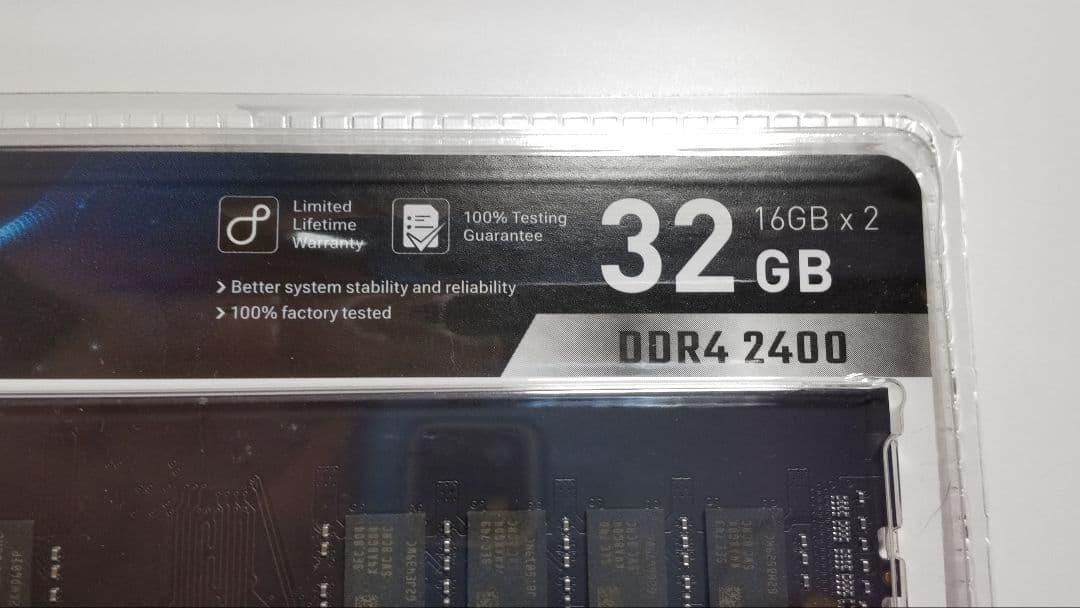 Limited
Lifetime
Warranty
100% Testing
Guarantee
32 GB
16GB x 2
> Better system stability and reliability
> 100% factory tested
DDR4 2400